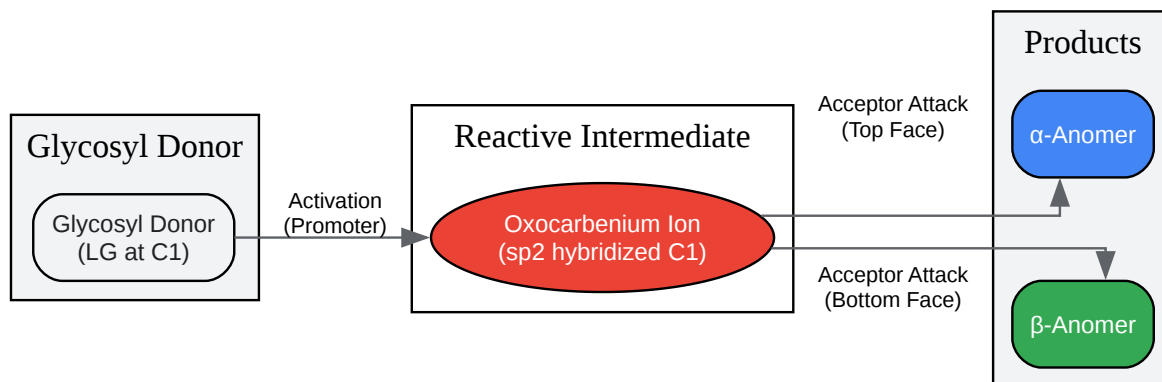 Glycosyl Donor
Glycosyl Donor
(LG at C1)
Activation
(Promoter)
Reactive Intermediate
Oxocarbenium Ion
(sp2 hybridized C1)
Acceptor Attack
(Top Face)
Acceptor Attack
(Bottom Face)
Products
α-Anomer
β-Anomer